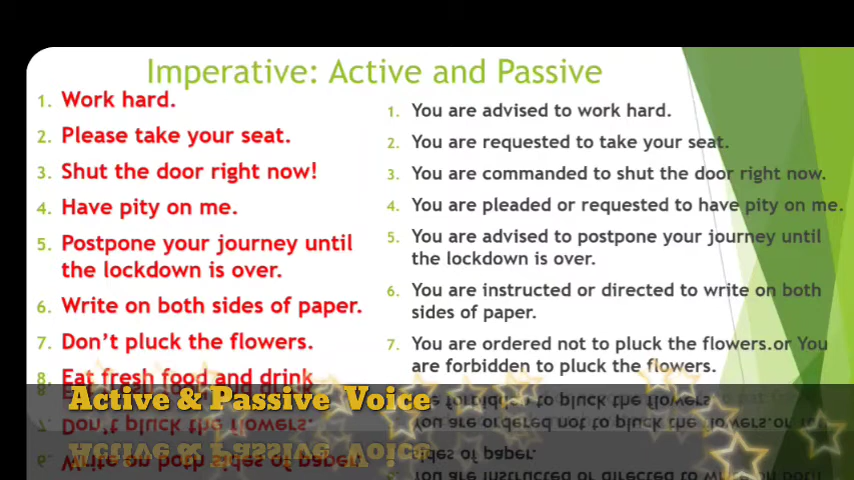 Imperative: Active and Passive
1. Work hard.
2. Please take your seat.
3. Shut the door right now!
4. Have pity on me.
5. Postpone your journey until
the lockdown is over.
6. Write on both sides of paper.
7. Don't pluck the flowers.
8. Eat fresh food and drink
1. You are advised to work hard.
2. You are requested to take your seat.
3. You are commanded to shut the door right now.
4. You are pleaded or requested to have pity on me.
5. You are advised to postpone your journey until
the lockdown is over.
6. You are instructed or directed to write on both
sides of paper.
7. You are ordered not to pluck the flowers.or You
are forbidden to pluck the flowers.
Active & Passive Voice